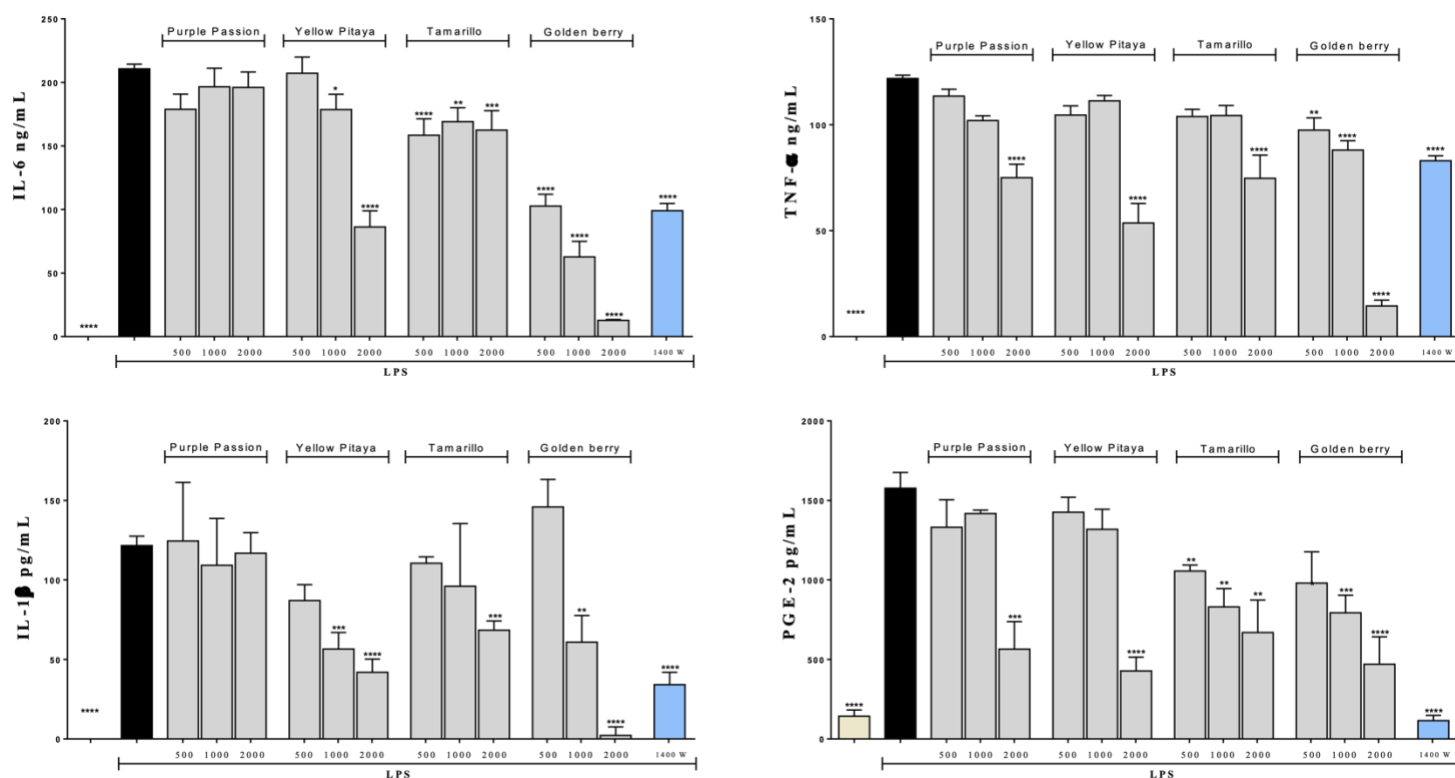 250
200
150
100
50
0
IL-6 ng/mL
Purple Passion Yellow Pitaya Tamarillo Golden berry
**** * **** **** ** *** **** **** **** ****
500 1000 2000 500 1000 2000 500 1000 2000 500 1000 2000 1400 W
LPS
150
100
50
0
TNF-α ng/mL
Purple Passion Yellow Pitaya Tamarillo Golden berry
**** **** **** **** ** **** **** ****
500 1000 2000 500 1000 2000 500 1000 2000 500 1000 2000 1400 W
LPS
200
150
100
50
0
IL-1β pg/mL
Purple Passion Yellow Pitaya Tamarillo Golden berry
**** *** **** *** ** **** ****
500 1000 2000 500 1000 2000 500 1000 2000 500 1000 2000 1400 W
LPS
2000
1500
1000
500
0
PGE-2 pg/mL
Purple Passion Yellow Pitaya Tamarillo Golden berry
**** *** **** ** ** ** *** **** ****
500 1000 2000 500 1000 2000 500 1000 2000 500 1000 2000 1400 W
LPS